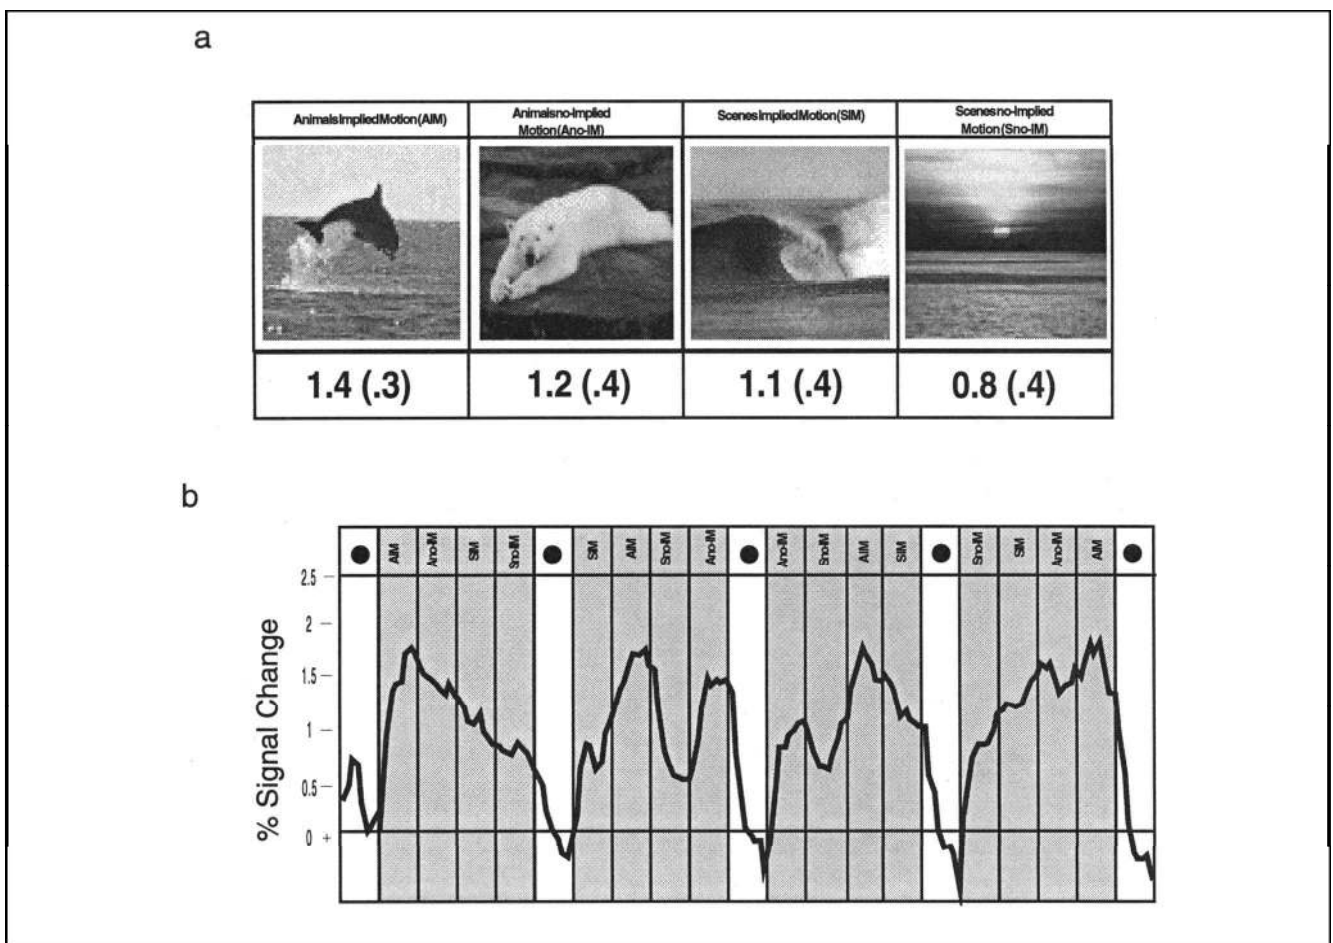 a
AnimalsImpliedMotion(AIM)
Animalsno-Implied
Motion(Ano-IM)
ScenesImpliedMotion(SIM)
Scenesno-Implied
Motion(Sno-IM)
1.4 (.3)
1.2 (.4)
1.1 (.4)
0.8 (.4)
b
AIM
Ano-IM
SIM
Sno-IM
SIM
AIM
Sno-IM
Ano-IM
Ano-IM
Sno-IM
AIM
SIM
Sno-IM
SIM
Ano-IM
AIM
% Signal Change
2.5
2
1.5
1
0.5
0